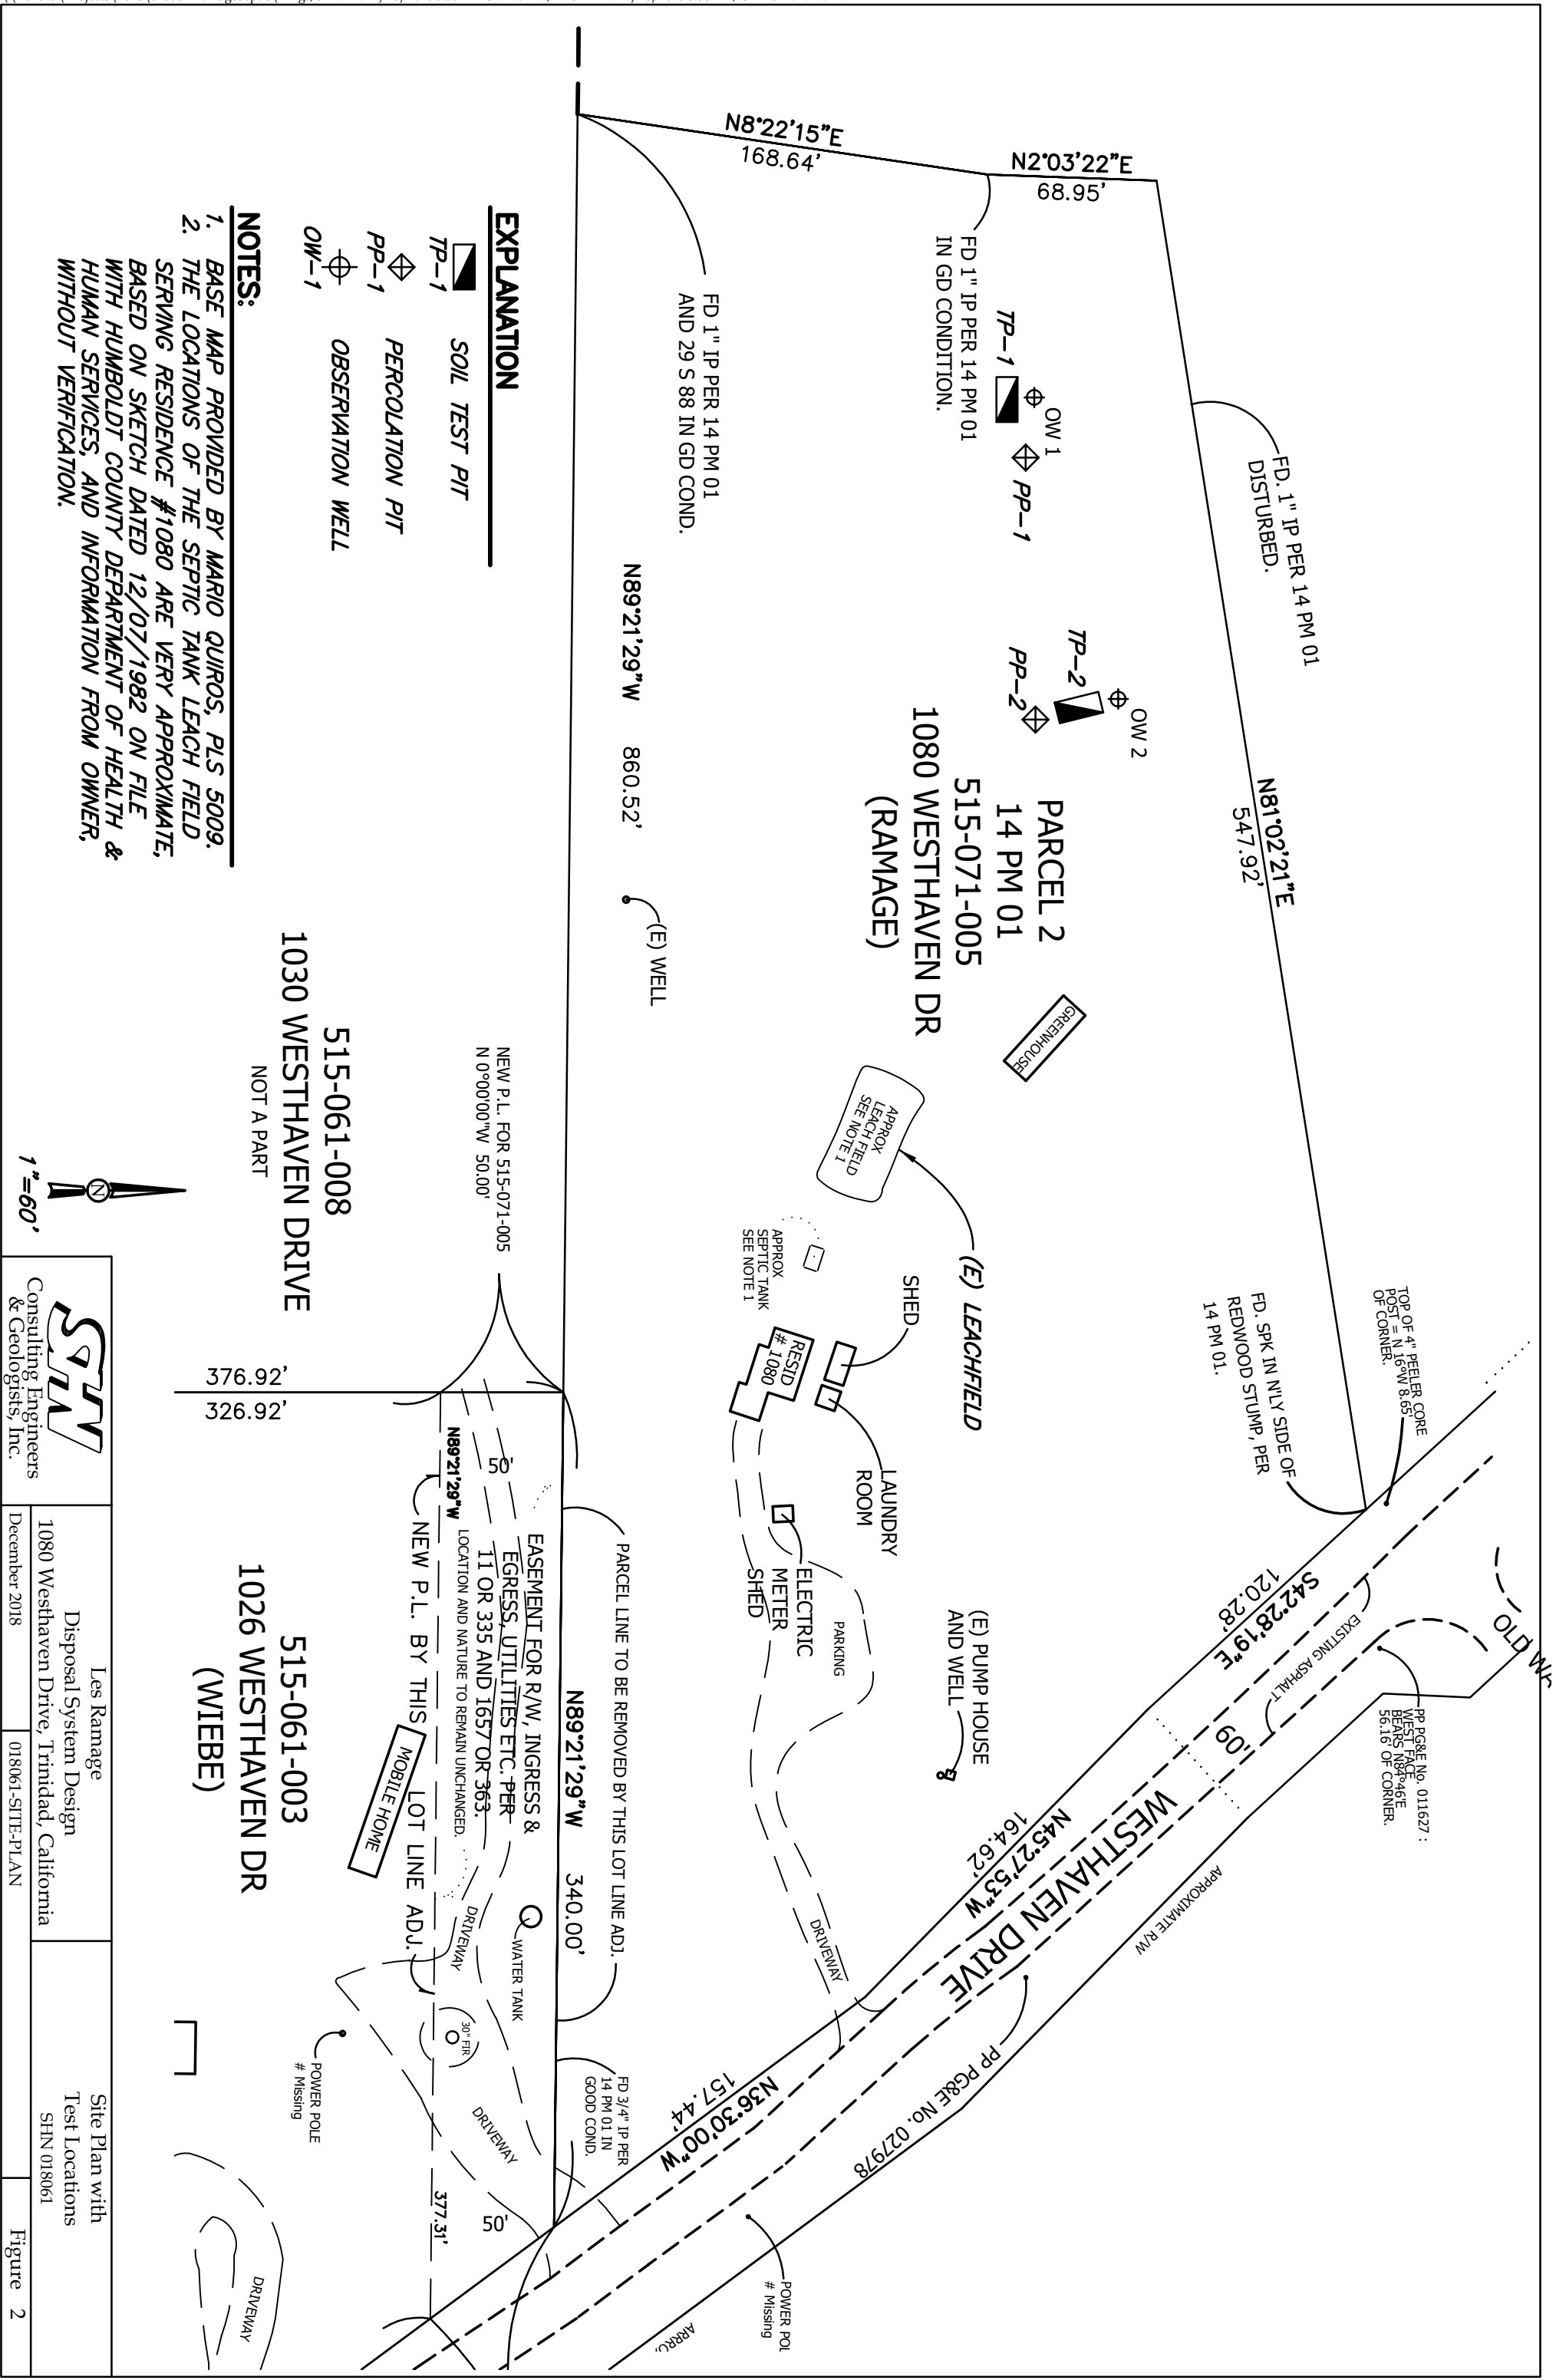 N8°22'15"E
168.64'
N2°03'22"E
68.95'
FD 1" IP PER 14 PM 01
AND 29 S 88 IN GD COND.
FD 1" IP PER 14 PM 01
IN GD CONDITION.
FD. 1" IP PER 14 PM 01
DISTURBED.
N81°02'21"E
547.92'
TP-1
OW 1
PP-1
TP-2
OW 2
PP-2
PARCEL 2
14 PM 01
515-071-005
1080 WESTHAVEN DR
(RAMAGE)
GREENHOUSE
N89°21'29"W 860.52'
(E) WELL
APPROX
LEACH FIELD
SEE NOTE 1
(E) LEACHFIELD
APPROX
SEPTIC TANK
SEE NOTE 1
SHED
RESID
# 1080
LAUNDRY
ROOM
ELECTRIC
METER
SHED
PARKING
(E) PUMP HOUSE
AND WELL
DRIVEWAY
TOP OF 4" PEELER CORE
POST = N 16°W 8.65'
OF CORNER.
FD. SPK IN N'LY SIDE OF
REDWOOD STUMP, PER
14 PM 01.
S42°28'19"E
120.28'
EXISTING ASPHALT
60'
PP PG&E No. 011627 :
WEST FACE
BEARS N84°46'E
56.16' OF CORNER.
N45°27'53"W
164.62'
WESTHAVEN DRIVE
APPROXIMATE R/W
PP PG&E No. 027978
N36°30'00"W
157.44'
POWER POL
# Missing
PARCEL LINE TO BE REMOVED BY THIS LOT LINE ADJ.
N89°21'29"W 340.00'
FD 3/4" IP PER
14 PM 01 IN
GOOD COND.
NEW P.L. FOR 515-071-005
N 0°00'00"W 50.00'
376.92'
326.92'
50'
N89°21'29"W
EASEMENT FOR R/W, INGRESS &
EGRESS, UTILITIES ETC. PER
11 OR 335 AND 1657 OR 363.
LOCATION AND NATURE TO REMAIN UNCHANGED.
NEW P.L. BY THIS LOT LINE ADJ.
MOBILE HOME
WATER TANK
DRIVEWAY
30" FIR
DRIVEWAY
POWER POLE
# Missing
377.31'
50'
DRIVEWAY
515-061-008
1030 WESTHAVEN DRIVE
NOT A PART
515-061-003
1026 WESTHAVEN DR
(WIEBE)
EXPLANATION
TP-1 SOIL TEST PIT
PP-1 PERCOLATION PIT
OW-1 OBSERVATION WELL
NOTES:
1. BASE MAP PROVIDED BY MARIO QUIROS, PLS 5009.
2. THE LOCATIONS OF THE SEPTIC TANK LEACH FIELD
SERVING RESIDENCE #1080 ARE VERY APPROXIMATE,
BASED ON SKETCH DATED 12/07/1982 ON FILE
WITH HUMBOLDT COUNTY DEPARTMENT OF HEALTH &
HUMAN SERVICES, AND INFORMATION FROM OWNER,
WITHOUT VERIFICATION.
N
1"=60'
SHN
Consulting Engineers
& Geologists, Inc.
Les Ramage
Disposal System Design
1080 Westhaven Drive, Trinidad, California
December 2018
018061-SITE-PLAN
Site Plan with
Test Locations
SHN 018061
Figure 2